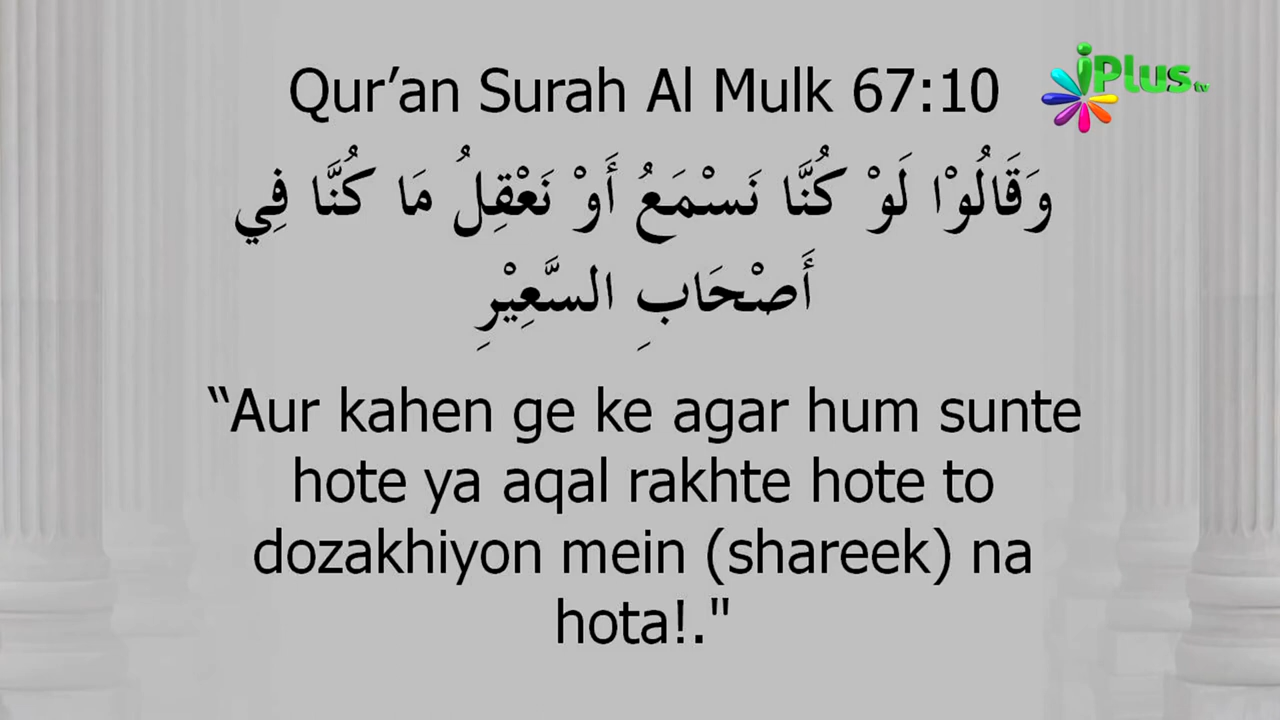 Qur’an Surah Al Mulk 67:10
iPlus tv
وَقَالُوْا لَوْ كُنَّا نَسْمَعُ أَوْ نَعْقِلُ مَا كُنَّا فِي
أَصْحَابِ السَّعِيْرِ
“Aur kahen ge ke agar hum sunte
hote ya aqal rakhte hote to
dozakhiyon mein (shareek) na
hota!."